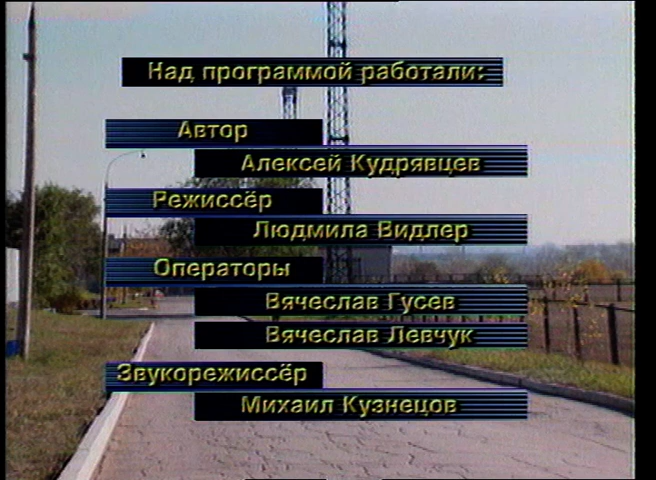 Над программой работали:
Автор
Алексей Кудрявцев
Режиссёр
Людмила Видлер
Операторы
Вячеслав Гусев
Вячеслав Левчук
Звукорежиссёр
Михаил Кузнецов